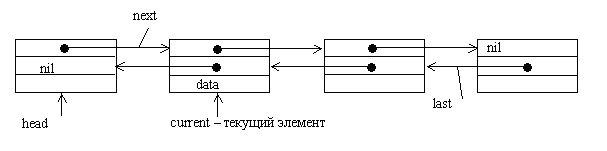 next
nil
nil
data
last
head
current – текущий элемент